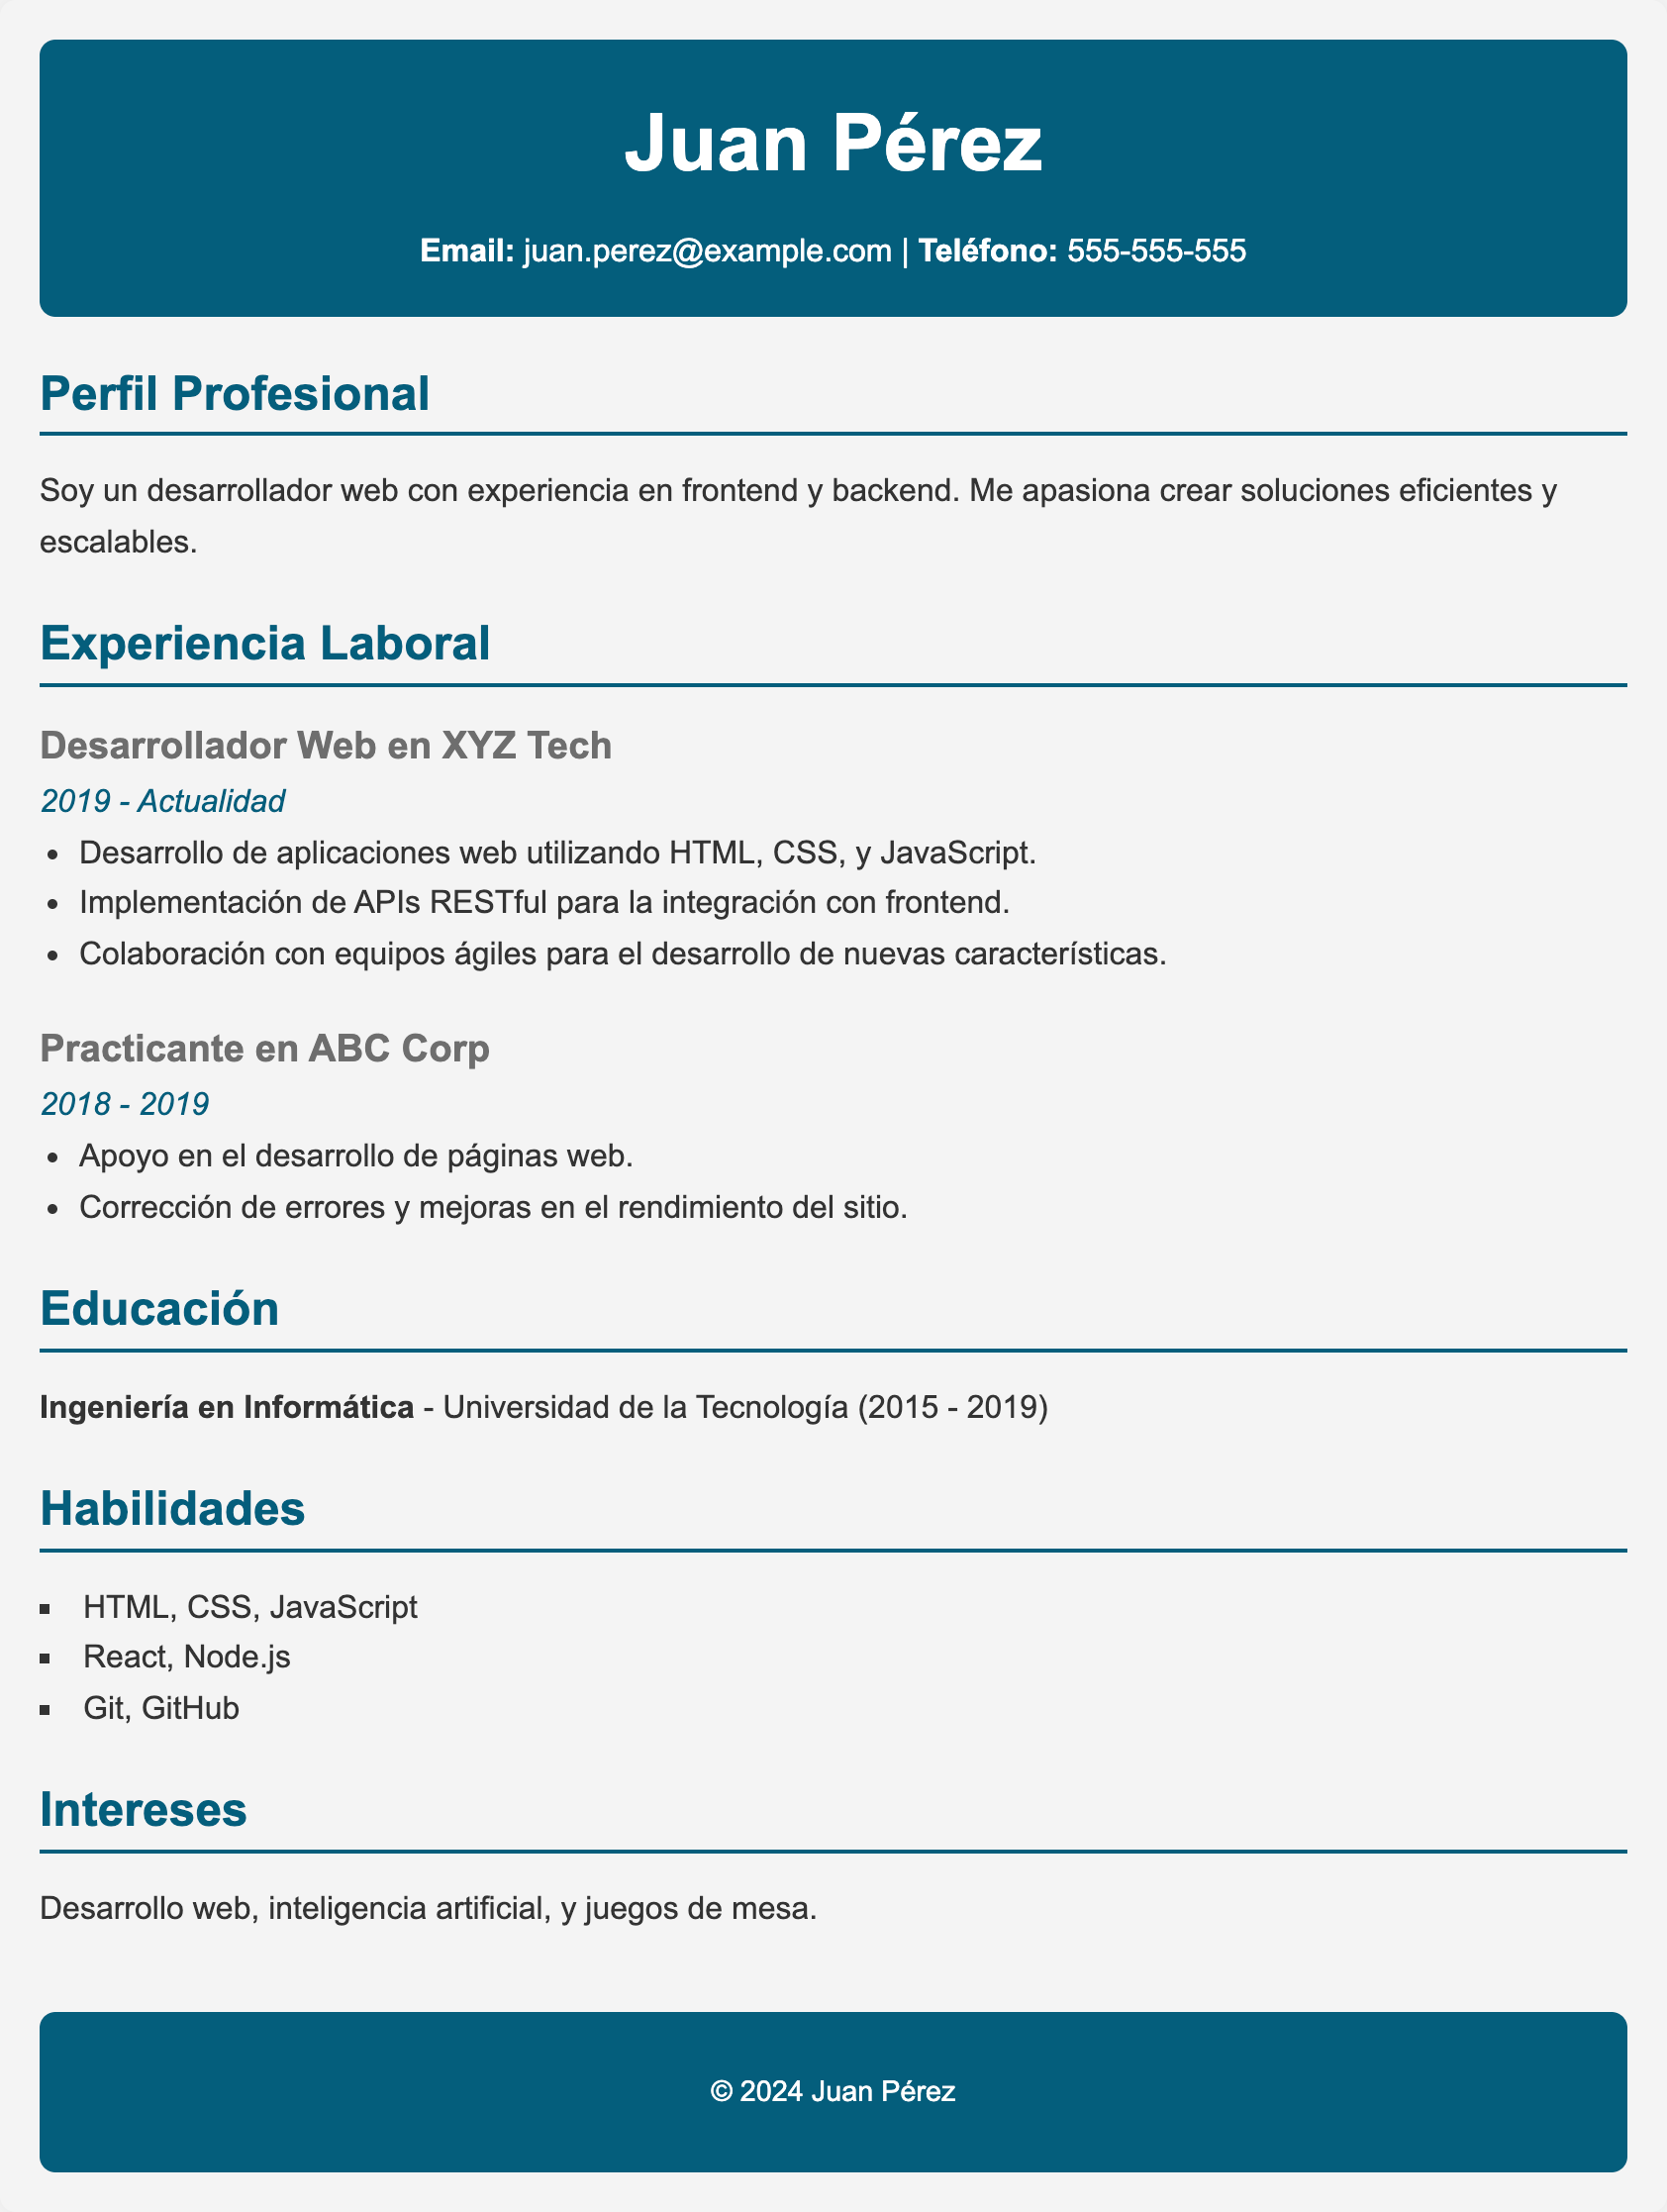 Juan Pérez
Email: juan.perez@example.com | Teléfono: 555-555-555
Perfil Profesional
Soy un desarrollador web con experiencia en frontend y backend. Me apasiona crear soluciones eficientes y
escalables.
Experiencia Laboral
Desarrollador Web en XYZ Tech
2019 - Actualidad
• Desarrollo de aplicaciones web utilizando HTML, CSS, y JavaScript.
• Implementación de APIs RESTful para la integración con frontend.
• Colaboración con equipos ágiles para el desarrollo de nuevas características.
Practicante en ABC Corp
2018 - 2019
• Apoyo en el desarrollo de páginas web.
• Corrección de errores y mejoras en el rendimiento del sitio.
Educación
Ingeniería en Informática - Universidad de la Tecnología (2015 - 2019)
Habilidades
▪ HTML, CSS, JavaScript
▪ React, Node.js
▪ Git, GitHub
Intereses
Desarrollo web, inteligencia artificial, y juegos de mesa.
© 2024 Juan Pérez